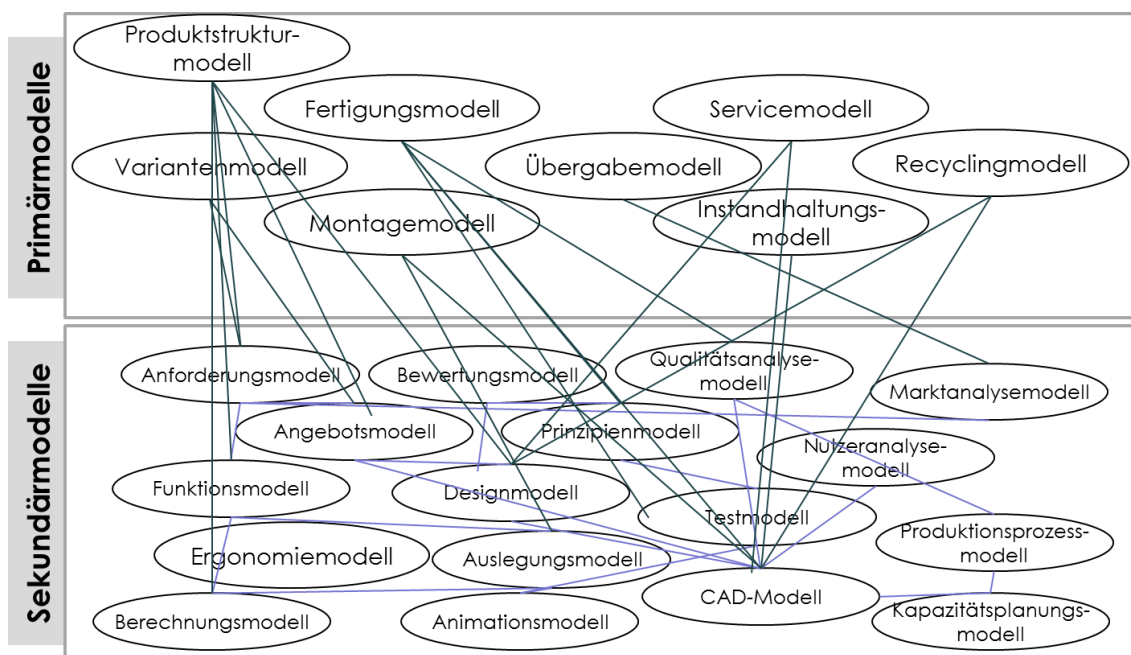 Primärmodelle
Produktstruktur-
modell
Fertigungsmodell
Servicemodell
Variantenmodell
Übergabemodell
Recyclingmodell
Montagemodell
Instandhaltungs-
modell
Sekundärmodelle
Anforderungsmodell
Bewertungsmodell
Qualitätsanalyse-
modell
Marktanalysemodell
Angebotsmodell
Prinzipienmodell
Nutzeranalyse-
modell
Funktionsmodell
Designmodell
Testmodell
Produktionsprozess-
modell
Ergonomiemodell
Auslegungsmodell
CAD-Modell
Berechnungsmodell
Animationsmodell
Kapazitätsplanungs-
modell